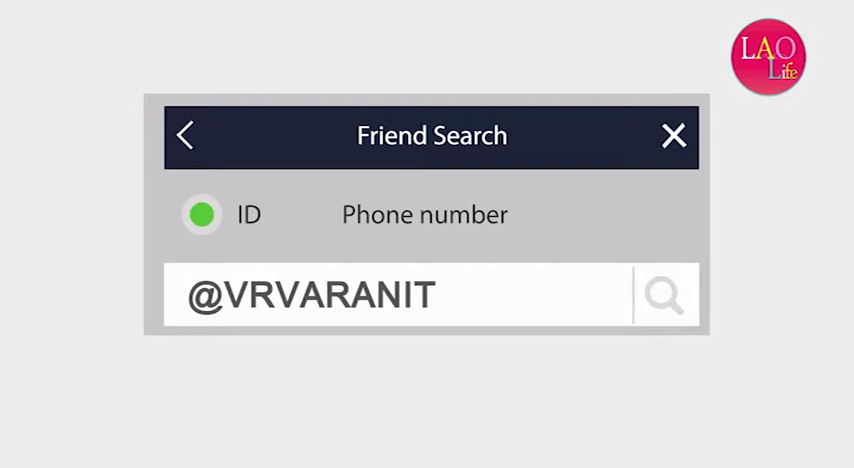 LAO
Life
Friend Search
ID Phone number
@VRVARANIT